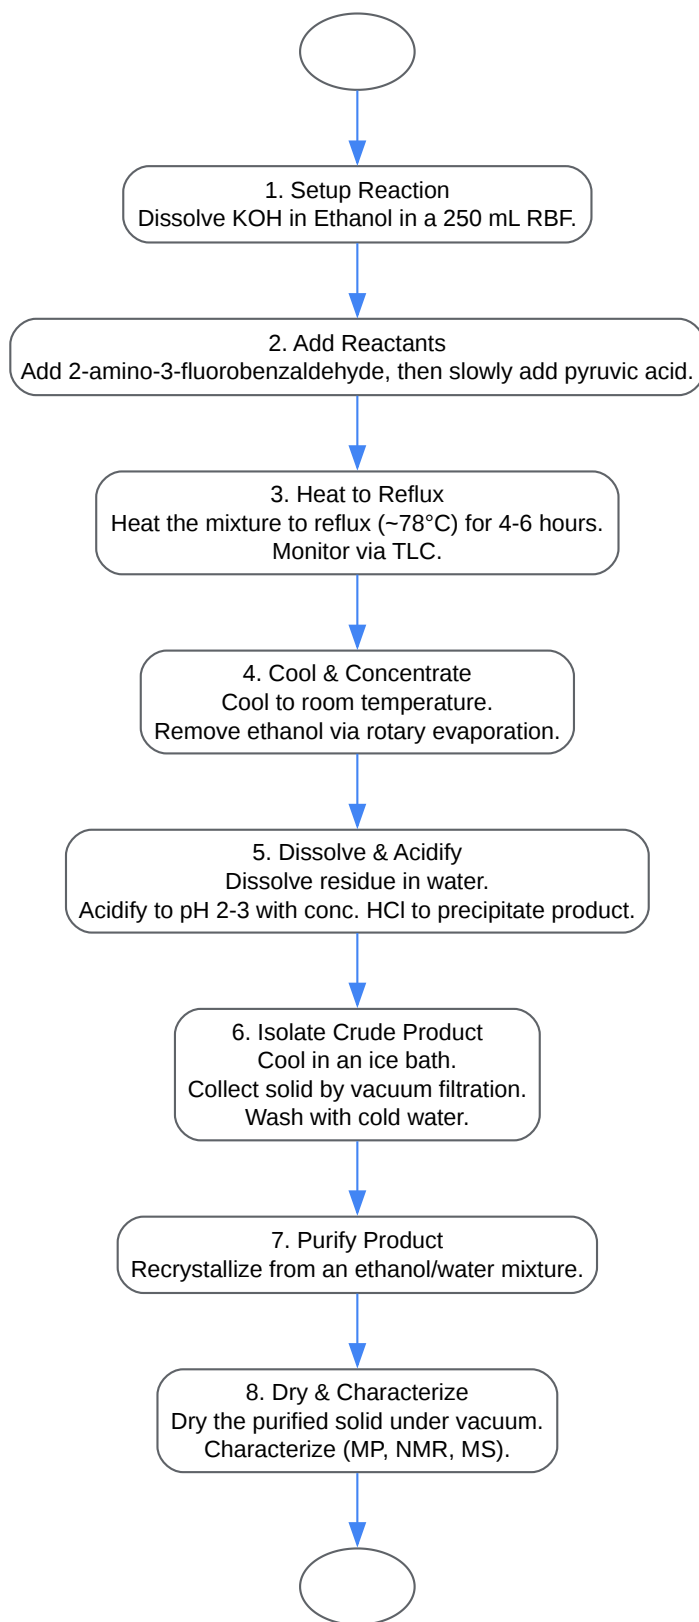 1. Setup Reaction
Dissolve KOH in Ethanol in a 250 mL RBF.
2. Add Reactants
Add 2-amino-3-fluorobenzaldehyde, then slowly add pyruvic acid.
3. Heat to Reflux
Heat the mixture to reflux (~78°C) for 4-6 hours.
Monitor via TLC.
4. Cool & Concentrate
Cool to room temperature.
Remove ethanol via rotary evaporation.
5. Dissolve & Acidify
Dissolve residue in water.
Acidify to pH 2-3 with conc. HCl to precipitate product.
6. Isolate Crude Product
Cool in an ice bath.
Collect solid by vacuum filtration.
Wash with cold water.
7. Purify Product
Recrystallize from an ethanol/water mixture.
8. Dry & Characterize
Dry the purified solid under vacuum.
Characterize (MP, NMR, MS).